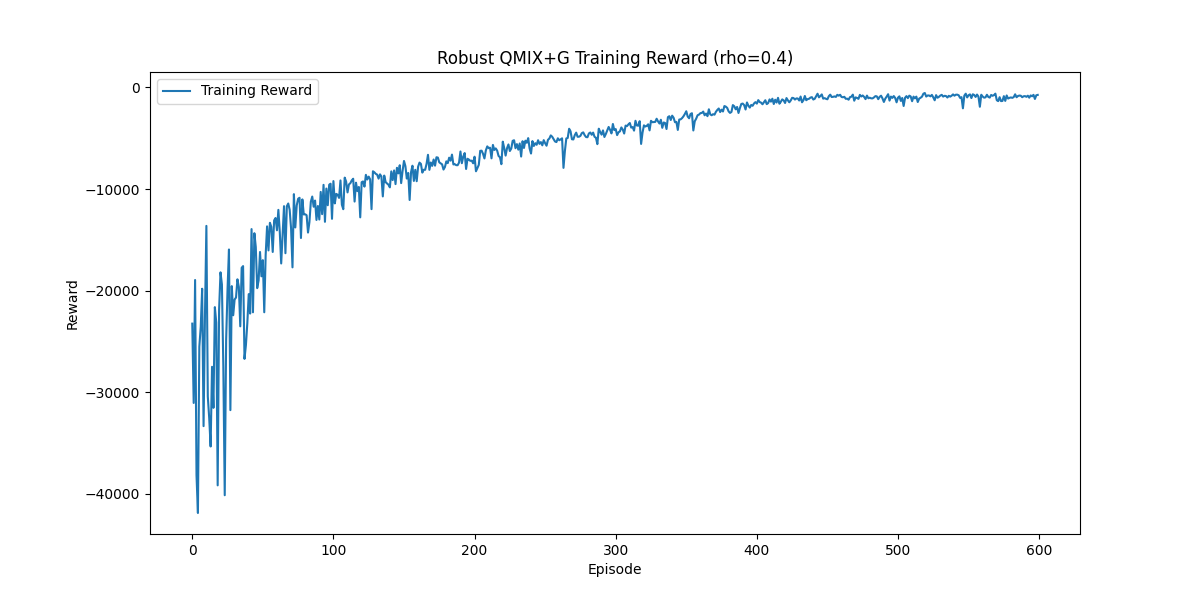 Robust QMIX+G Training Reward (rho=0.4)
Training Reward
0
−10000
−20000
−30000
−40000
Reward
0 100 200 300 400 500 600
Episode